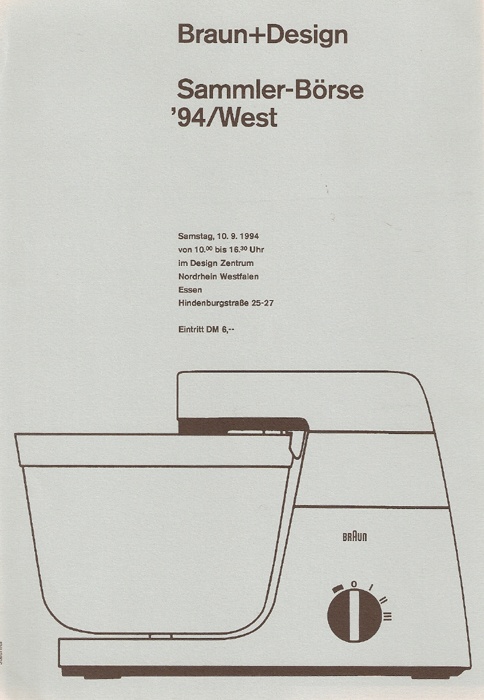 Braun+Design
Sammler-Börse
'94/West
Samstag, 10. 9. 1994
von 10.00 bis 16.30 Uhr
im Design Zentrum
Nordrhein Westfalen
Essen
Hindenburgstraße 25-27
Eintritt DM 6,--
BRAUN
O I II III